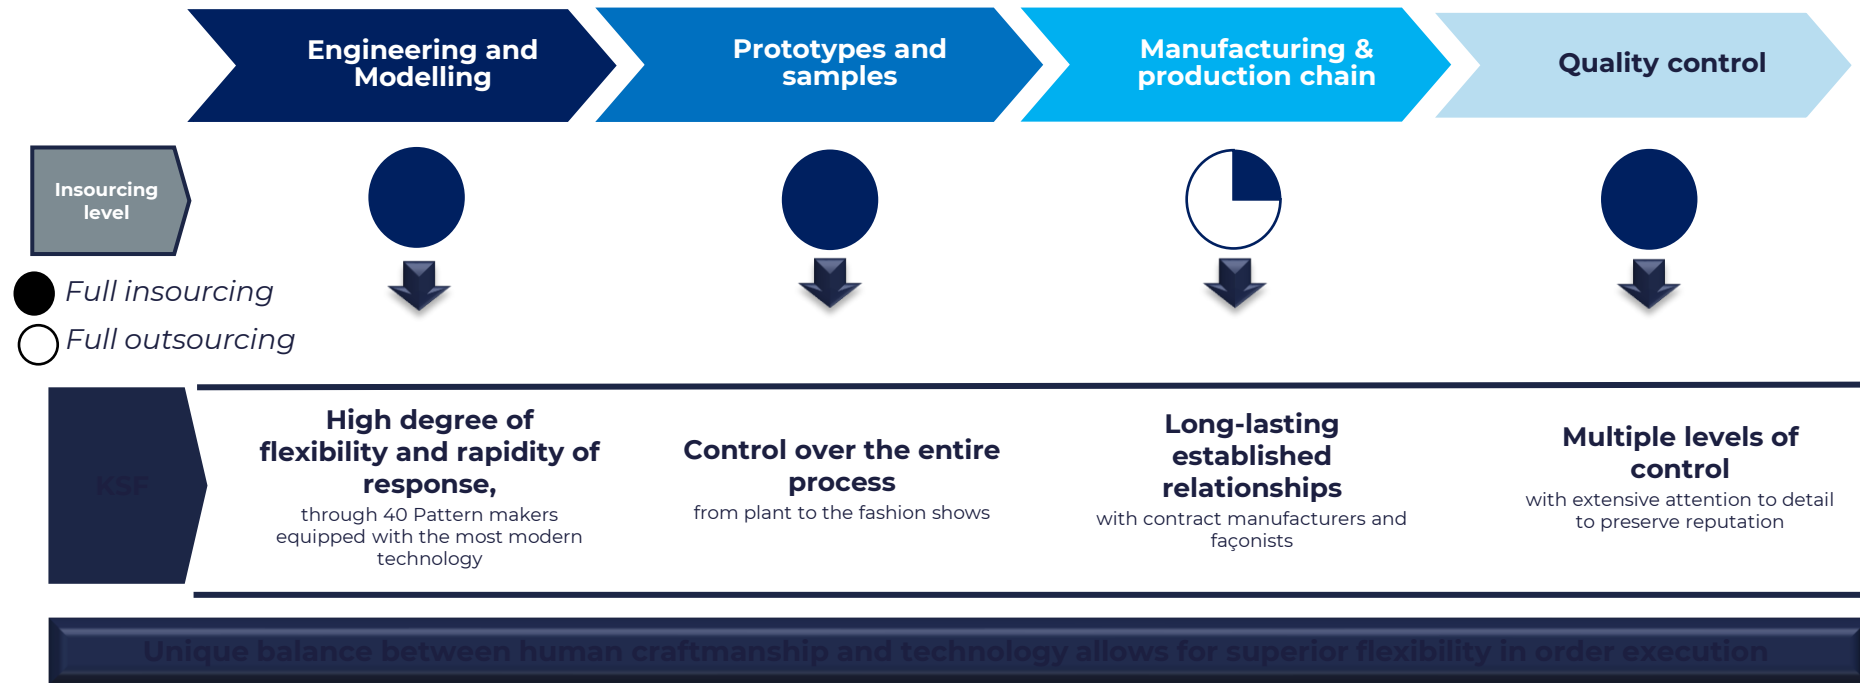 Engineering and
Modelling
Prototypes and
samples
Manufacturing &
production chain
Quality control
Insourcing
level
Full insourcing
Full outsourcing
KSF
High degree of
flexibility and rapidity of
response,
through 40 Pattern makers
equipped with the most modern
technology
Control over the entire
process
from plant to the fashion shows
Long-lasting
established
relationships
with contract manufacturers and
façonists
Multiple levels of
control
with extensive attention to detail
to preserve reputation
Unique balance between human craftmanship and technology allows for superior flexibility in order execution